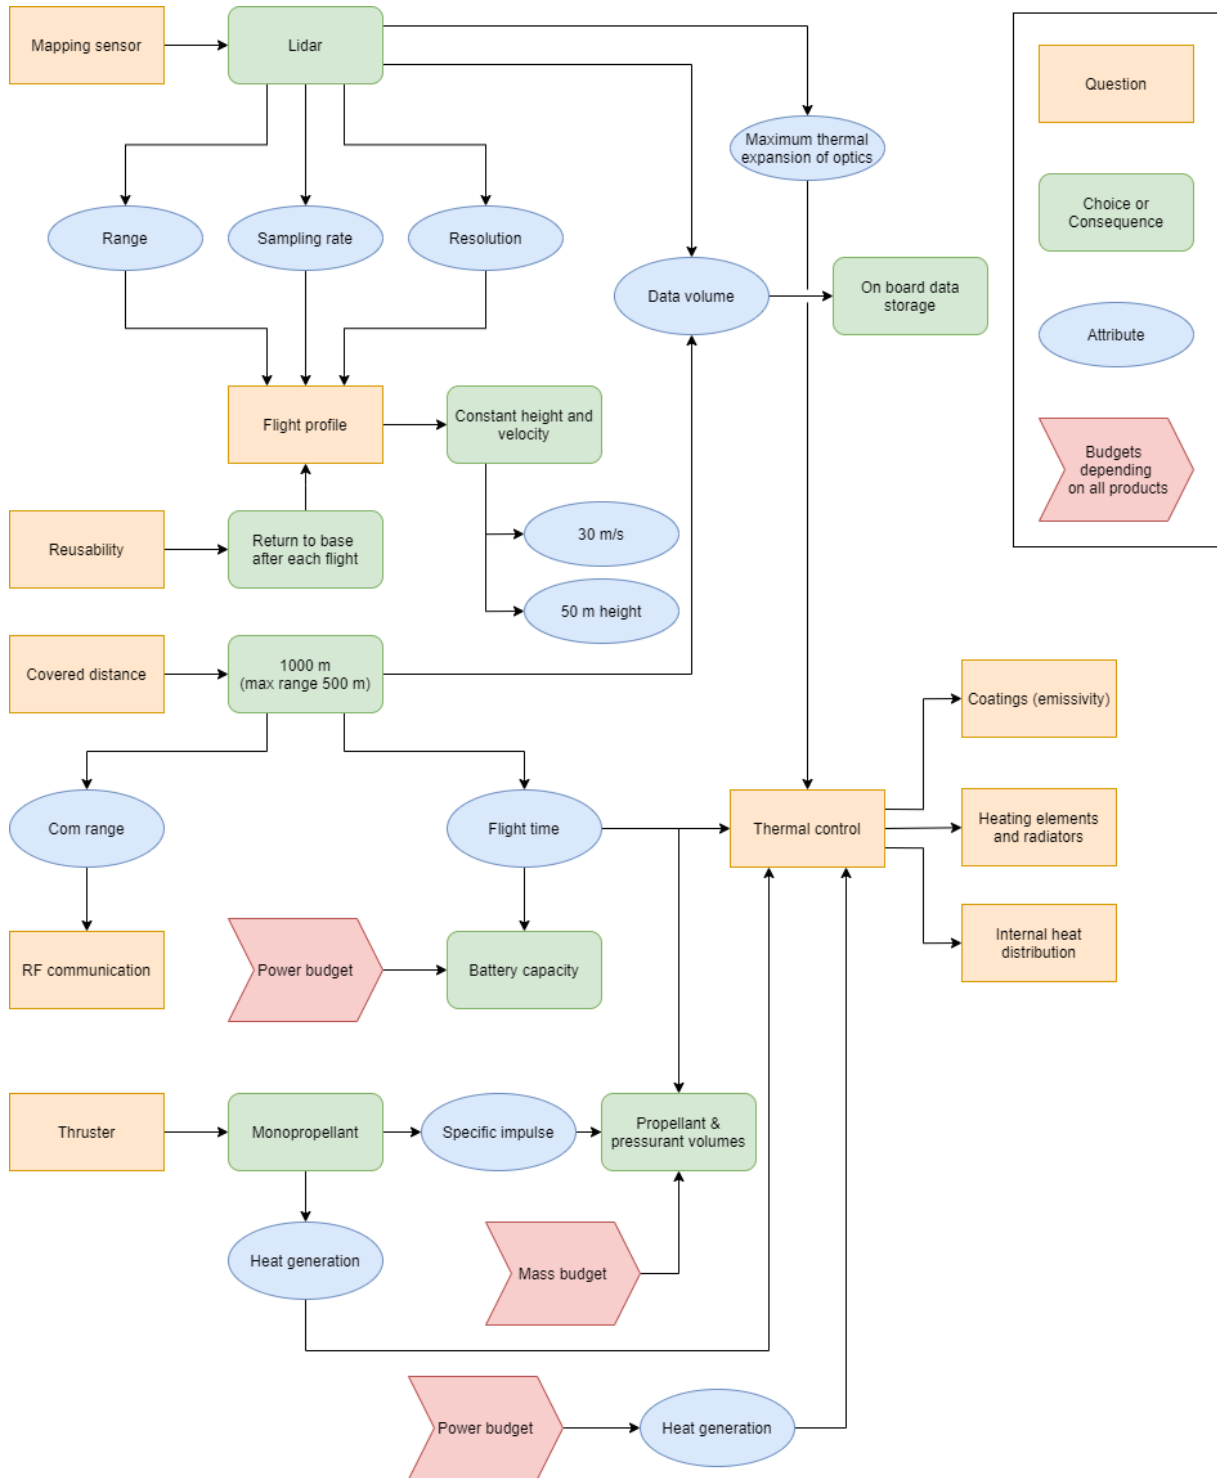 Mapping sensor
Lidar
Question
Maximum thermal
expansion of optics
Choice or
Consequence
Range
Sampling rate
Resolution
Data volume
On board data
storage
Attribute
Flight profile
Constant height and
velocity
Budgets
depending
on all products
Reusability
Return to base
after each flight
30 m/s
50 m height
Covered distance
1000 m
(max range 500 m)
Coatings (emissivity)
Com range
Flight time
Thermal control
Heating elements
and radiators
RF communication
Power budget
Battery capacity
Internal heat
distribution
Thruster
Monopropellant
Specific impulse
Propellant &
pressurant volumes
Heat generation
Mass budget
Power budget
Heat generation